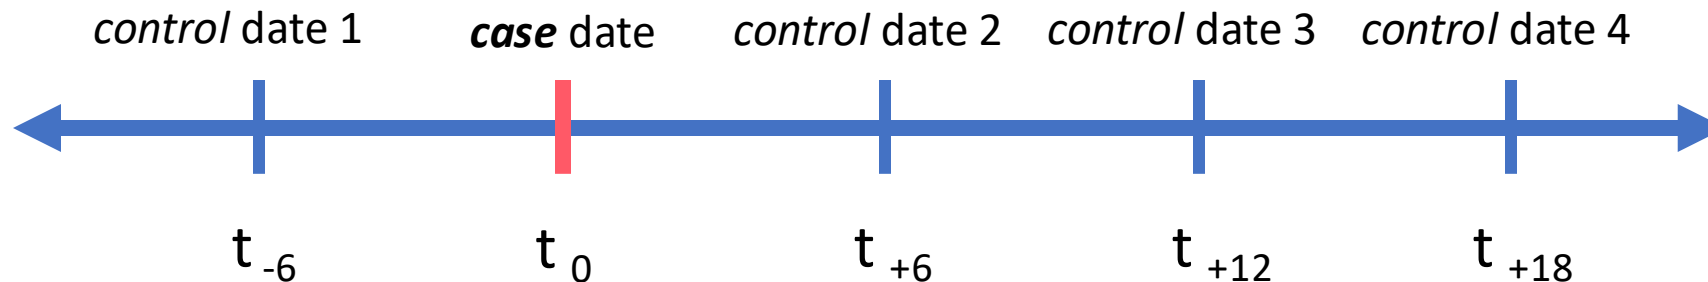 control date 1 case date control date 2 control date 3 control date 4
t -6 t 0 t +6 t +12 t +18